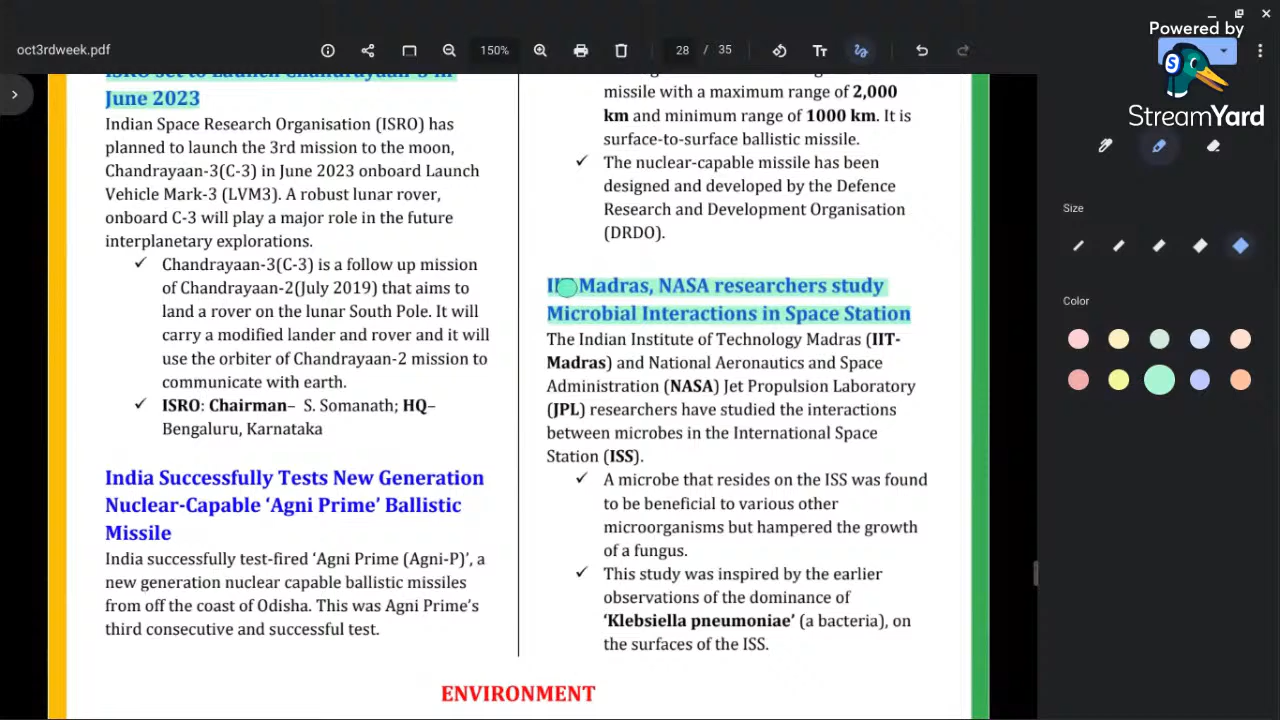 Powered by
StreamYard
oct3rdweek.pdf
150%
28 / 35
Size
Color
ISRO set to Launch Chandrayaan-3 in
June 2023
Indian Space Research Organisation (ISRO) has
planned to launch the 3rd mission to the moon,
Chandrayaan-3(C-3) in June 2023 onboard Launch
Vehicle Mark-3 (LVM3). A robust lunar rover,
onboard C-3 will play a major role in the future
interplanetary explorations.
✓ Chandrayaan-3(C-3) is a follow up mission
of Chandrayaan-2(July 2019) that aims to
land a rover on the lunar South Pole. It will
carry a modified lander and rover and it will
use the orbiter of Chandrayaan-2 mission to
communicate with earth.
✓ ISRO: Chairman– S. Somanath; HQ–
Bengaluru, Karnataka
India Successfully Tests New Generation
Nuclear-Capable ‘Agni Prime’ Ballistic
Missile
India successfully test-fired ‘Agni Prime (Agni-P)’, a
new generation nuclear capable ballistic missiles
from off the coast of Odisha. This was Agni Prime’s
third consecutive and successful test.
missile with a maximum range of 2,000
km and minimum range of 1000 km. It is
surface-to-surface ballistic missile.
✓ The nuclear-capable missile has been
designed and developed by the Defence
Research and Development Organisation
(DRDO).
IIT Madras, NASA researchers study
Microbial Interactions in Space Station
The Indian Institute of Technology Madras (IIT-
Madras) and National Aeronautics and Space
Administration (NASA) Jet Propulsion Laboratory
(JPL) researchers have studied the interactions
between microbes in the International Space
Station (ISS).
✓ A microbe that resides on the ISS was found
to be beneficial to various other
microorganisms but hampered the growth
of a fungus.
✓ This study was inspired by the earlier
observations of the dominance of
‘Klebsiella pneumoniae’ (a bacteria), on
the surfaces of the ISS.
ENVIRONMENT